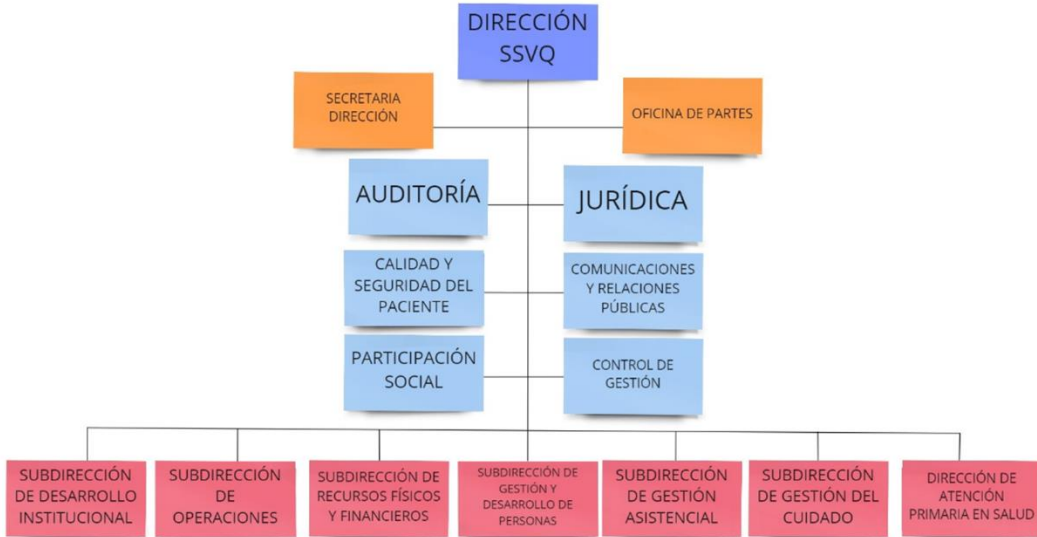 DIRECCIÓN
SSVQ
SECRETARIA
DIRECCIÓN
OFICINA DE PARTES
AUDITORÍA
JURÍDICA
CALIDAD Y
SEGURIDAD DEL
PACIENTE
COMUNICACIONES
Y RELACIONES
PÚBLICAS
PARTICIPACIÓN
SOCIAL
CONTROL DE
GESTIÓN
SUBDIRECCIÓN
DE DESARROLLO
INSTITUCIONAL
SUBDIRECCIÓN
DE
OPERACIONES
SUBDIRECCIÓN DE
RECURSOS FÍSICOS
Y FINANCIEROS
SUBDIRECCIÓN DE
GESTIÓN Y
DESARROLLO DE
PERSONAS
SUBDIRECCIÓN
DE GESTIÓN
ASISTENCIAL
SUBDIRECCIÓN
DE GESTIÓN DEL
CUIDADO
DIRECCIÓN DE
ATENCIÓN
PRIMARIA EN SALUD